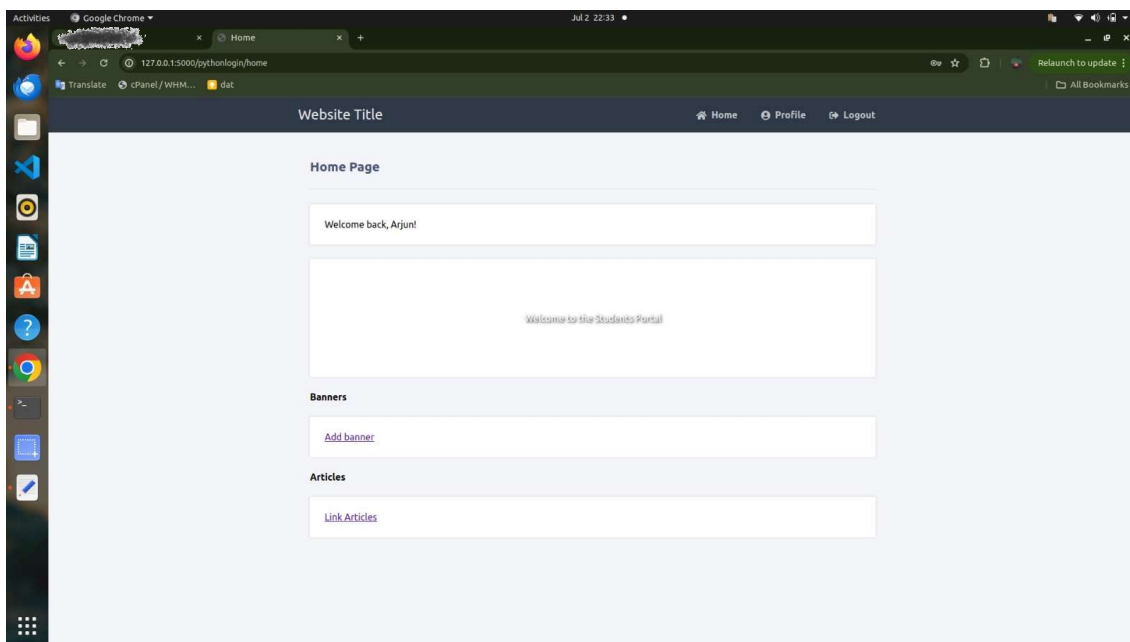 Activities Google Chrome Jul 2 22:33
Home
127.0.0.1:5000/pythonlogin/home Relaunch to update
Translate cPanel / WHM... dat All Bookmarks
Website Title Home Profile Logout
Home Page
Welcome back, Arjun!
Welcome to the Students Portal
Banners
Add banner
Articles
Link Articles